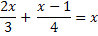 2x/3 + (x − 1)/4 = x